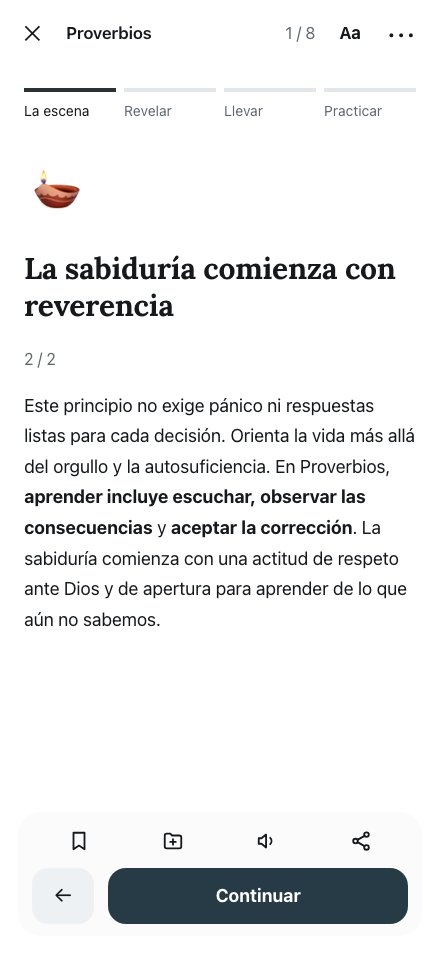 Proverbios
1 / 8
Aa
La escena
Revelar
Llevar
Practicar
La sabiduría comienza con
reverencia
2 / 2
Este principio no exige pánico ni respuestas
listas para cada decisión. Orienta la vida más allá
del orgullo y la autosuficiencia. En Proverbios,
aprender incluye escuchar, observar las
consecuencias y aceptar la corrección. La
sabiduría comienza con una actitud de respeto
ante Dios y de apertura para aprender de lo que
aún no sabemos.
Continuar